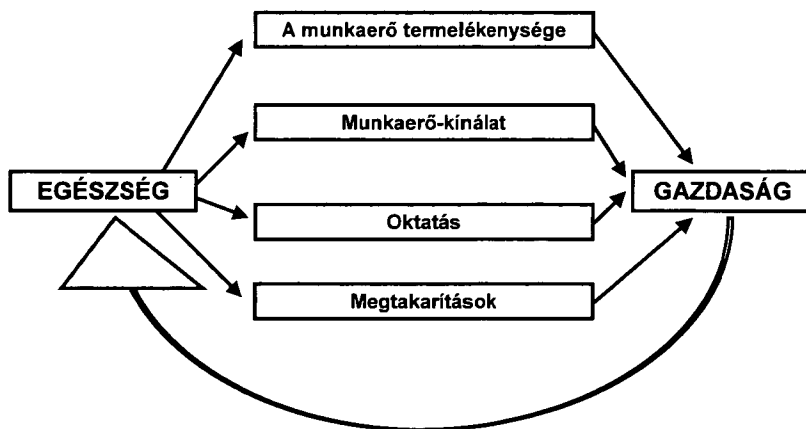 A munkaerő termelékenysége
Munkaerő-kínálat
EGÉSZSÉG
GAZDASÁG
Oktatás
Megtakarítások